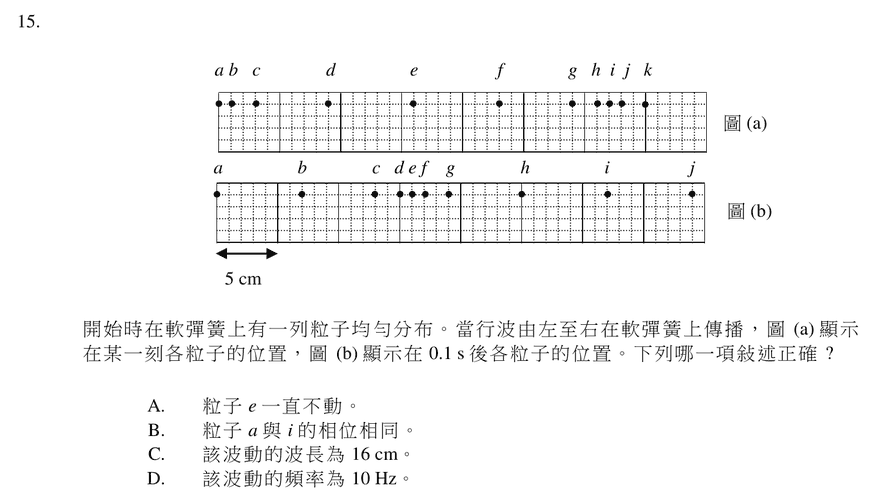 15.
a b c d e f g h i j k
圖 (a)
a b c d e f g h i j
圖 (b)
5 cm
開始時在軟彈簧上有一列粒子均勻分布。當行波由左至右在軟彈簧上傳播，圖 (a) 顯示
在某一刻各粒子的位置，圖 (b) 顯示在 0.1 s 後各粒子的位置。下列哪一項敍述正確？
A. 粒子 e 一直不動。
B. 粒子 a 與 i 的相位相同。
C. 該波動的波長為 16 cm。
D. 該波動的頻率為 10 Hz。